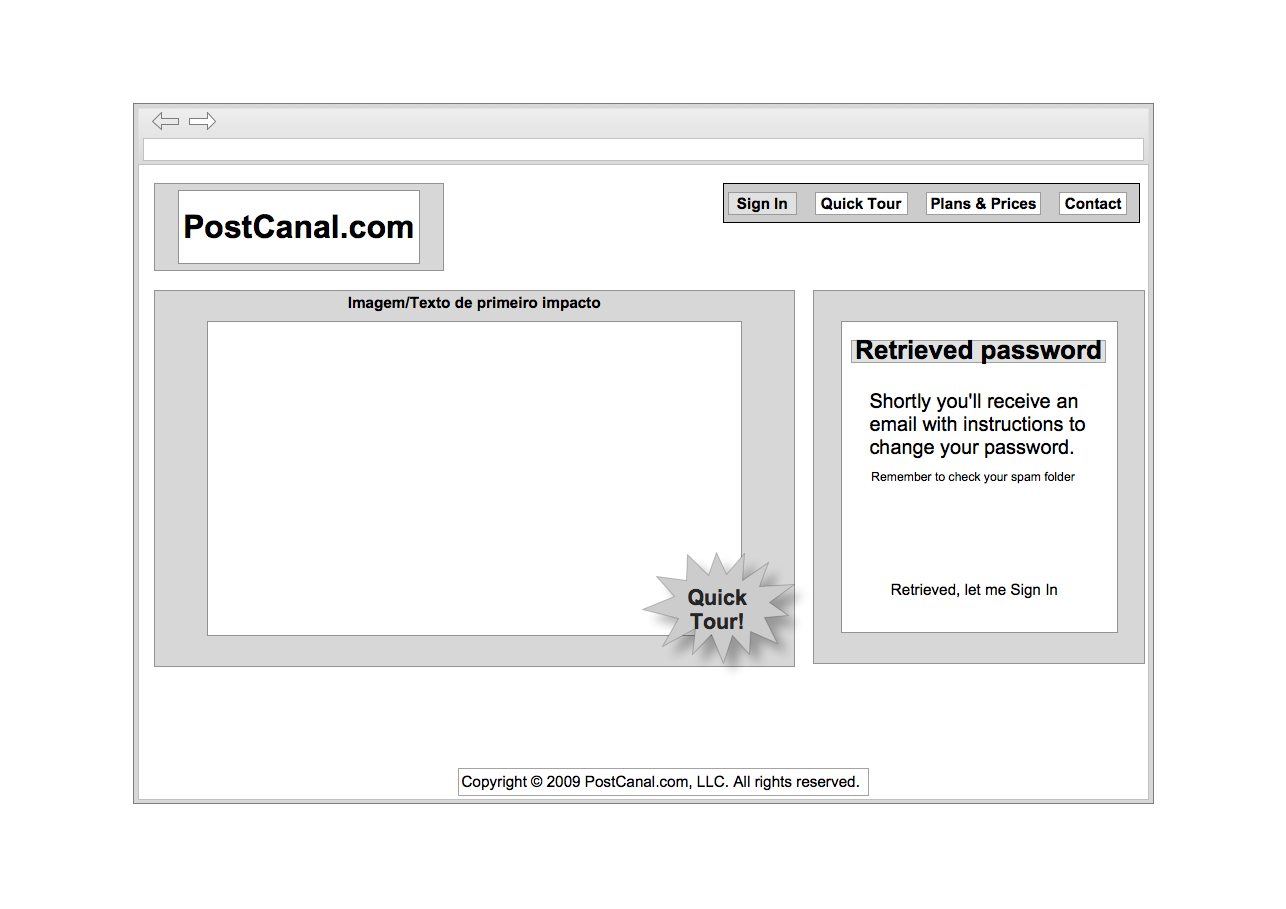 PostCanal.com
Sign In
Quick Tour
Plans & Prices
Contact
Imagem/Texto de primeiro impacto
Quick
Tour!
Retrieved password
Shortly you'll receive an
email with instructions to
change your password.
Remember to check your spam folder
Retrieved, let me Sign In
Copyright © 2009 PostCanal.com, LLC. All rights reserved.